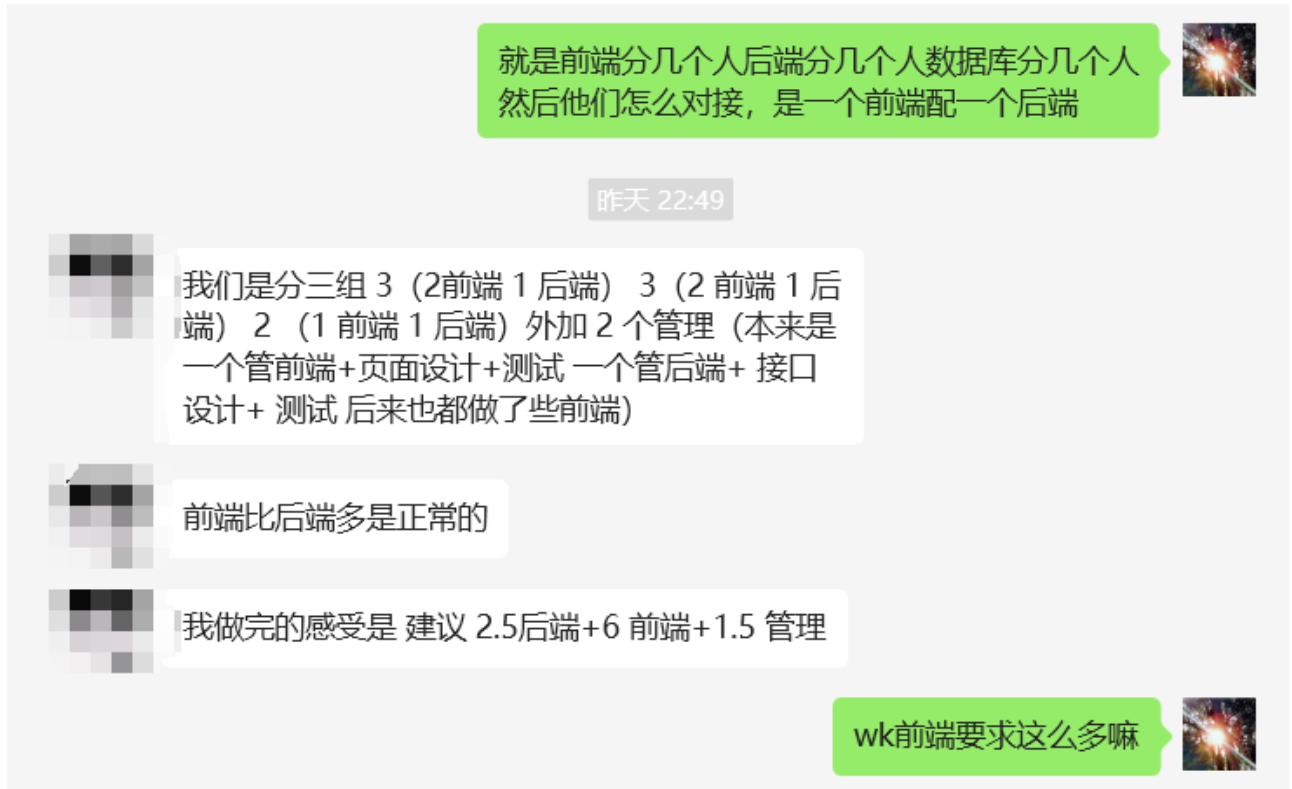 就是前端分几个人后端分几个人数据库分几个人
然后他们怎么对接，是一个前端配一个后端
昨天 22:49
我们是分三组 3（2前端 1 后端） 3（2 前端 1 后
端） 2 （1 前端 1 后端）外加 2 个管理（本来是
一个管前端+页面设计+测试 一个管后端+ 接口
设计+ 测试 后来也都做了些前端）
前端比后端多是正常的
我做完的感受是 建议 2.5后端+6 前端+1.5 管理
wk前端要求这么多嘛